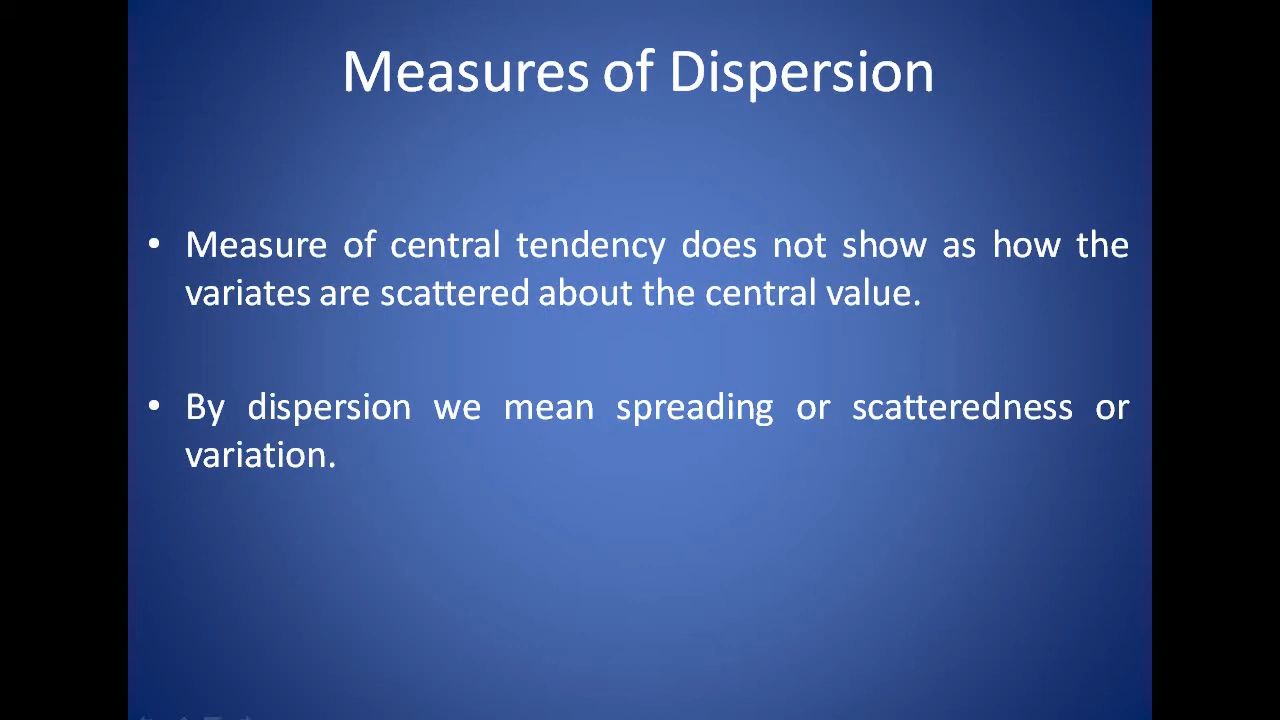 Measures of Dispersion
• Measure of central tendency does not show as how the
variates are scattered about the central value.
• By dispersion we mean spreading or scatteredness or
variation.